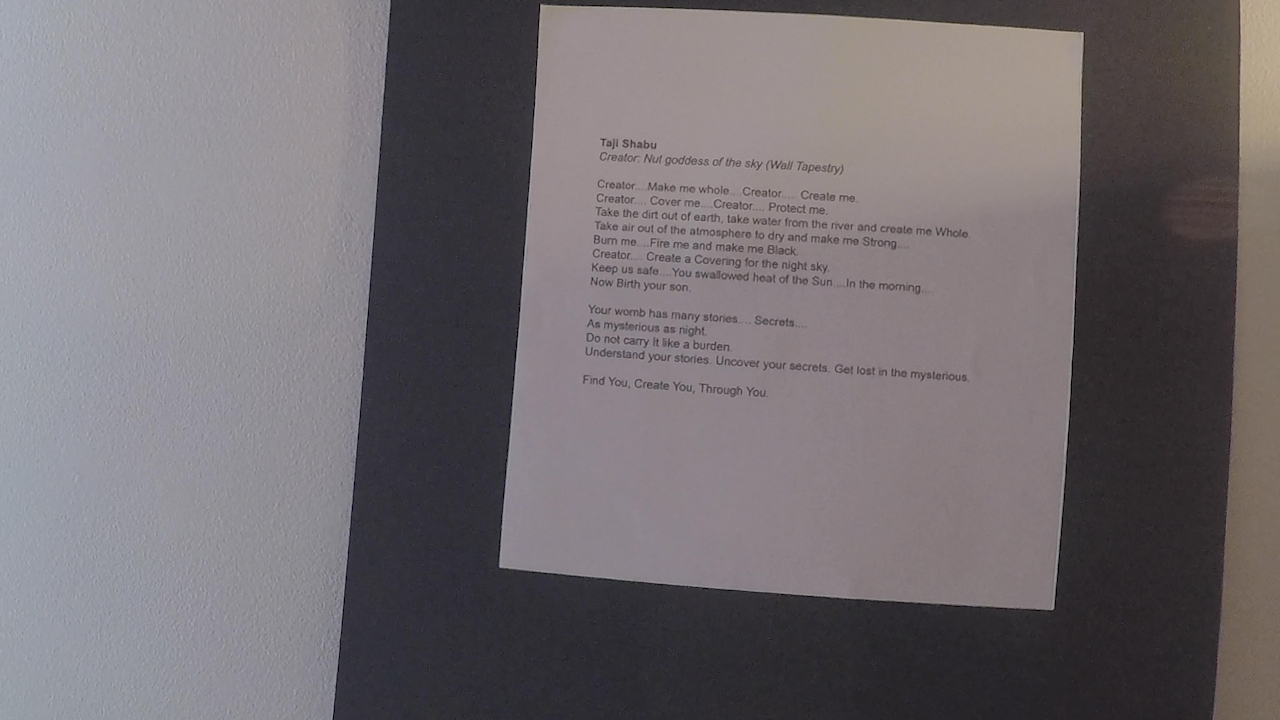 Taji Shabu
Creator: Nut goddess of the sky (Wall Tapestry)
Creator....Make me whole....Creator.... Create me.
Creator.... Cover me....Creator.... Protect me.
Take the dirt out of earth, take water from the river and create me Whole.
Take air out of the atmosphere to dry and make me Strong....
Burn me....Fire me and make me Black.
Creator.... Create a Covering for the night sky.
Keep us safe....You swallowed heat of the Sun....In the morning....
Now Birth your son.
Your womb has many stories.... Secrets....
As mysterious as night.
Do not carry it like a burden.
Understand your stories. Uncover your secrets. Get lost in the mysterious.
Find You, Create You, Through You.